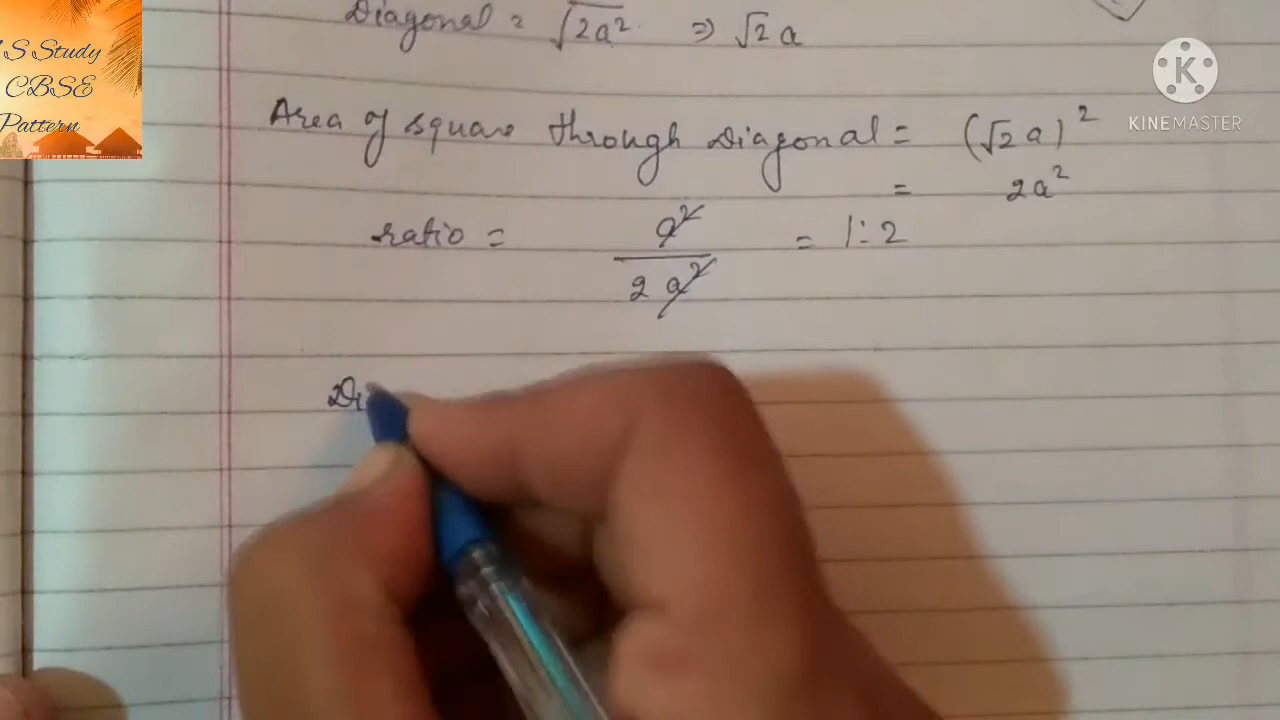 Diagonal = √2a² ⇒ √2 a
'S Study
CBSE
Pattern
K
KINEMASTER
Area of square through Diagonal = (√2 a)²
= 2a²
ratio = a²/2a² = 1:2
Di